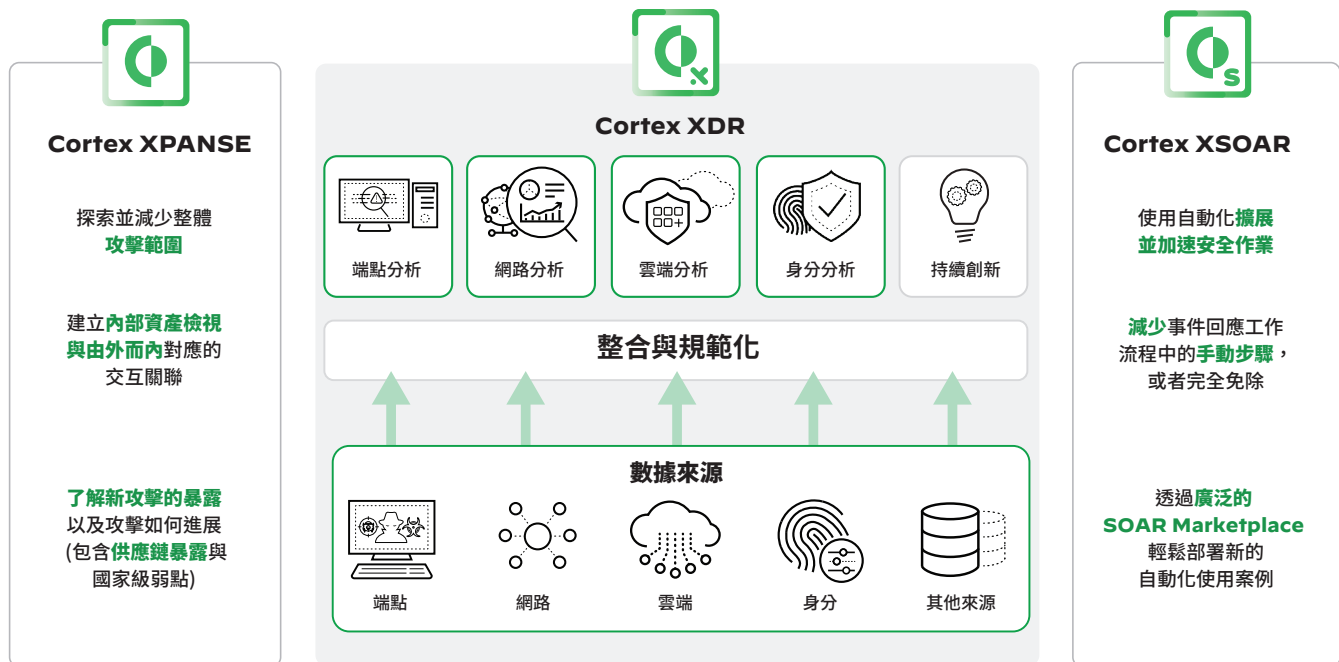 Cortex XPANSE
探索並減少整體
攻擊範圍
建立內部資產檢視
與由外而內對應的
交互關聯
了解新攻擊的暴露
以及攻擊如何進展
(包含供應鏈暴露與
國家級弱點)
Cortex XDR
端點分析
網路分析
雲端分析
身分分析
持續創新
整合與規範化
數據來源
端點
網路
雲端
身分
其他來源
Cortex XSOAR
使用自動化擴展
並加速安全作業
減少事件回應工作
流程中的手動步驟，
或者完全免除
透過廣泛的
SOAR Marketplace
輕鬆部署新的
自動化使用案例